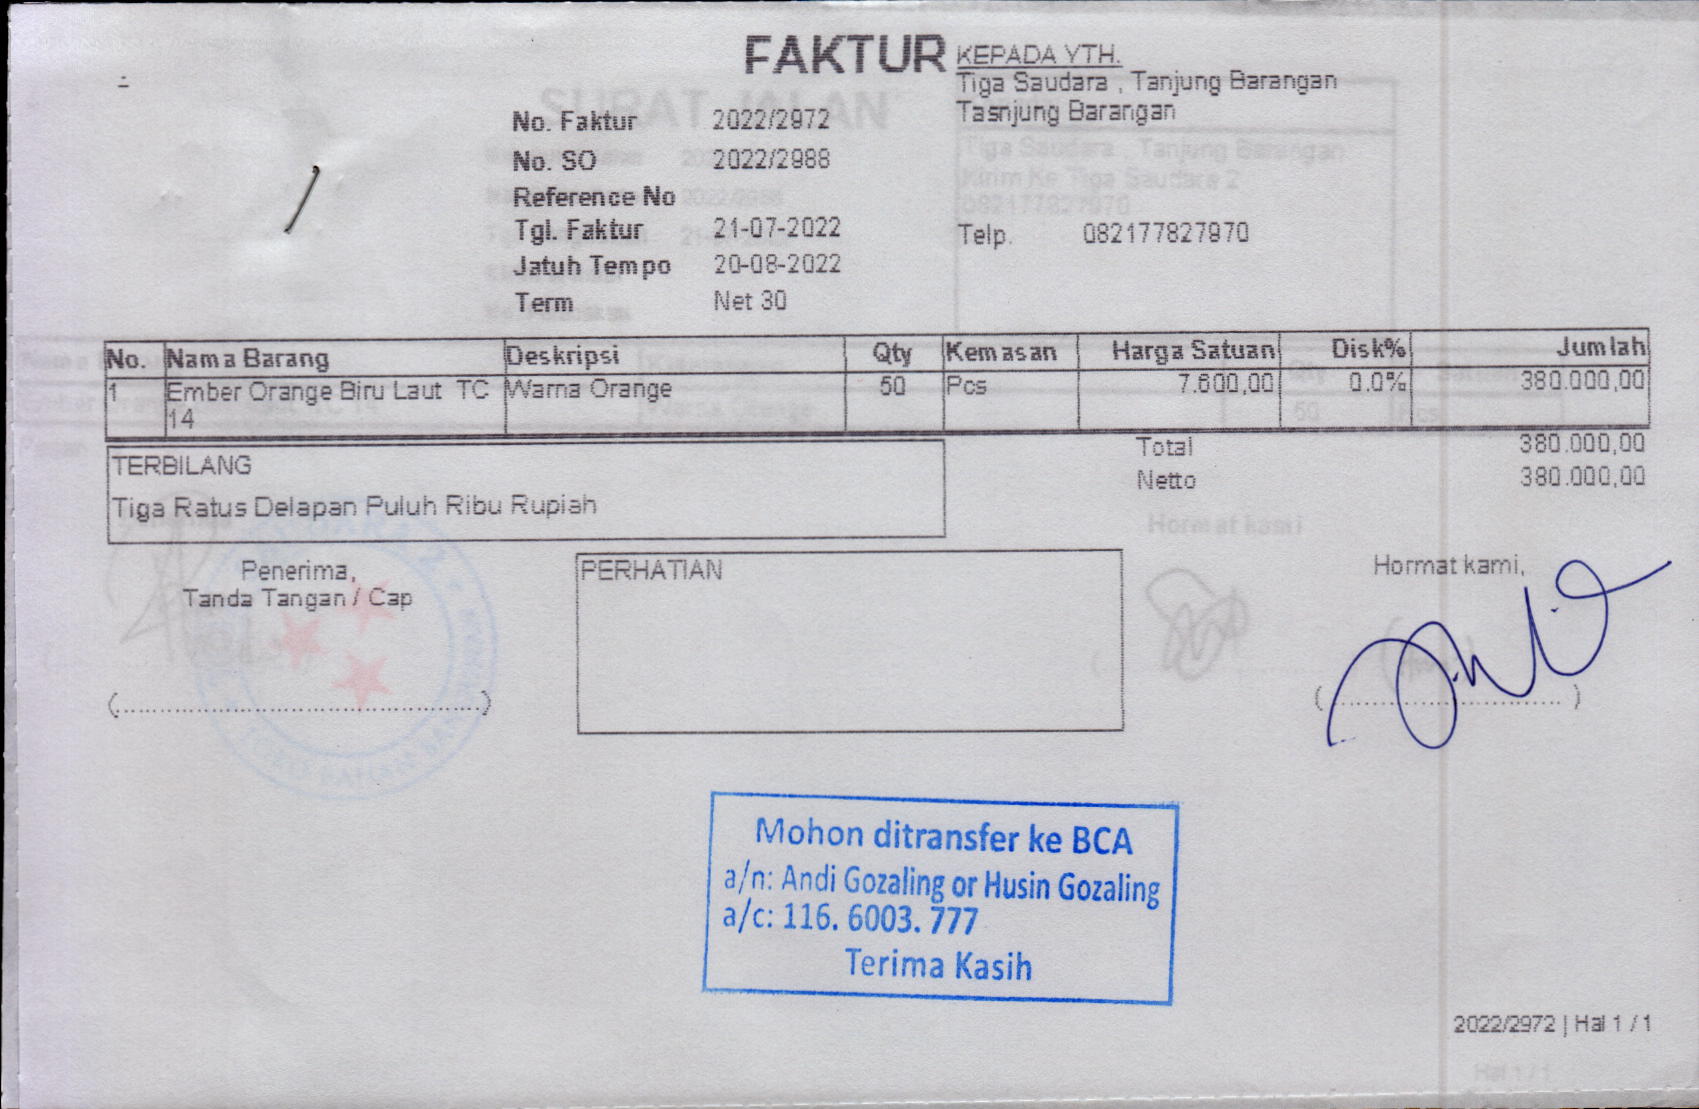 FAKTUR
KEPADA YTH.
Tiga Saudara , Tanjung Barangan
Tasnjung Barangan
No. Faktur 2022/2972
No. SO 2022/2988
Reference No
Tgl. Faktur 21-07-2022
Telp. 082177827970
Jatuh Tempo 20-08-2022
Term Net 30
No. Nama Barang Deskripsi Qty Kemasan Harga Satuan Disk% Jumlah
1 Ember Orange Biru Laut TC Warna Orange 50 Pcs 7.600,00 0.0% 380.000,00
14
Total 380.000,00
TERBILANG
Netto 380.000,00
Tiga Ratus Delapan Puluh Ribu Rupiah
Penerima,
Tanda Tangan / Cap
PERHATIAN
Hormat kami,
Mohon ditransfer ke BCA
a/n: Andi Gozaling or Husin Gozaling
a/c: 116. 6003. 777
Terima Kasih
2022/2972 | Hal 1 / 1